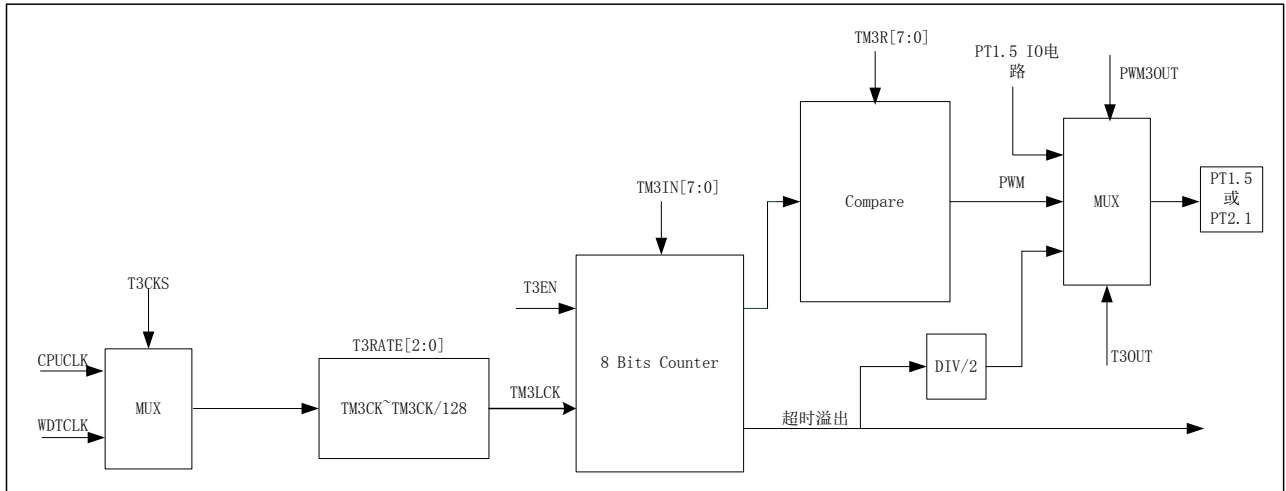 TM3R[7:0]
PT1.5 IO电
路
PWM3OUT
TM3IN[7:0]
Compare
PWM
MUX
PT1.5
或
PT2.1
T3CKS
T3EN
CPUCLK
T3RATE[2:0]
8 Bits Counter
DIV/2
T3OUT
MUX
TM3CK~TM3CK/128
TM3LCK
WDTCLK
超时溢出